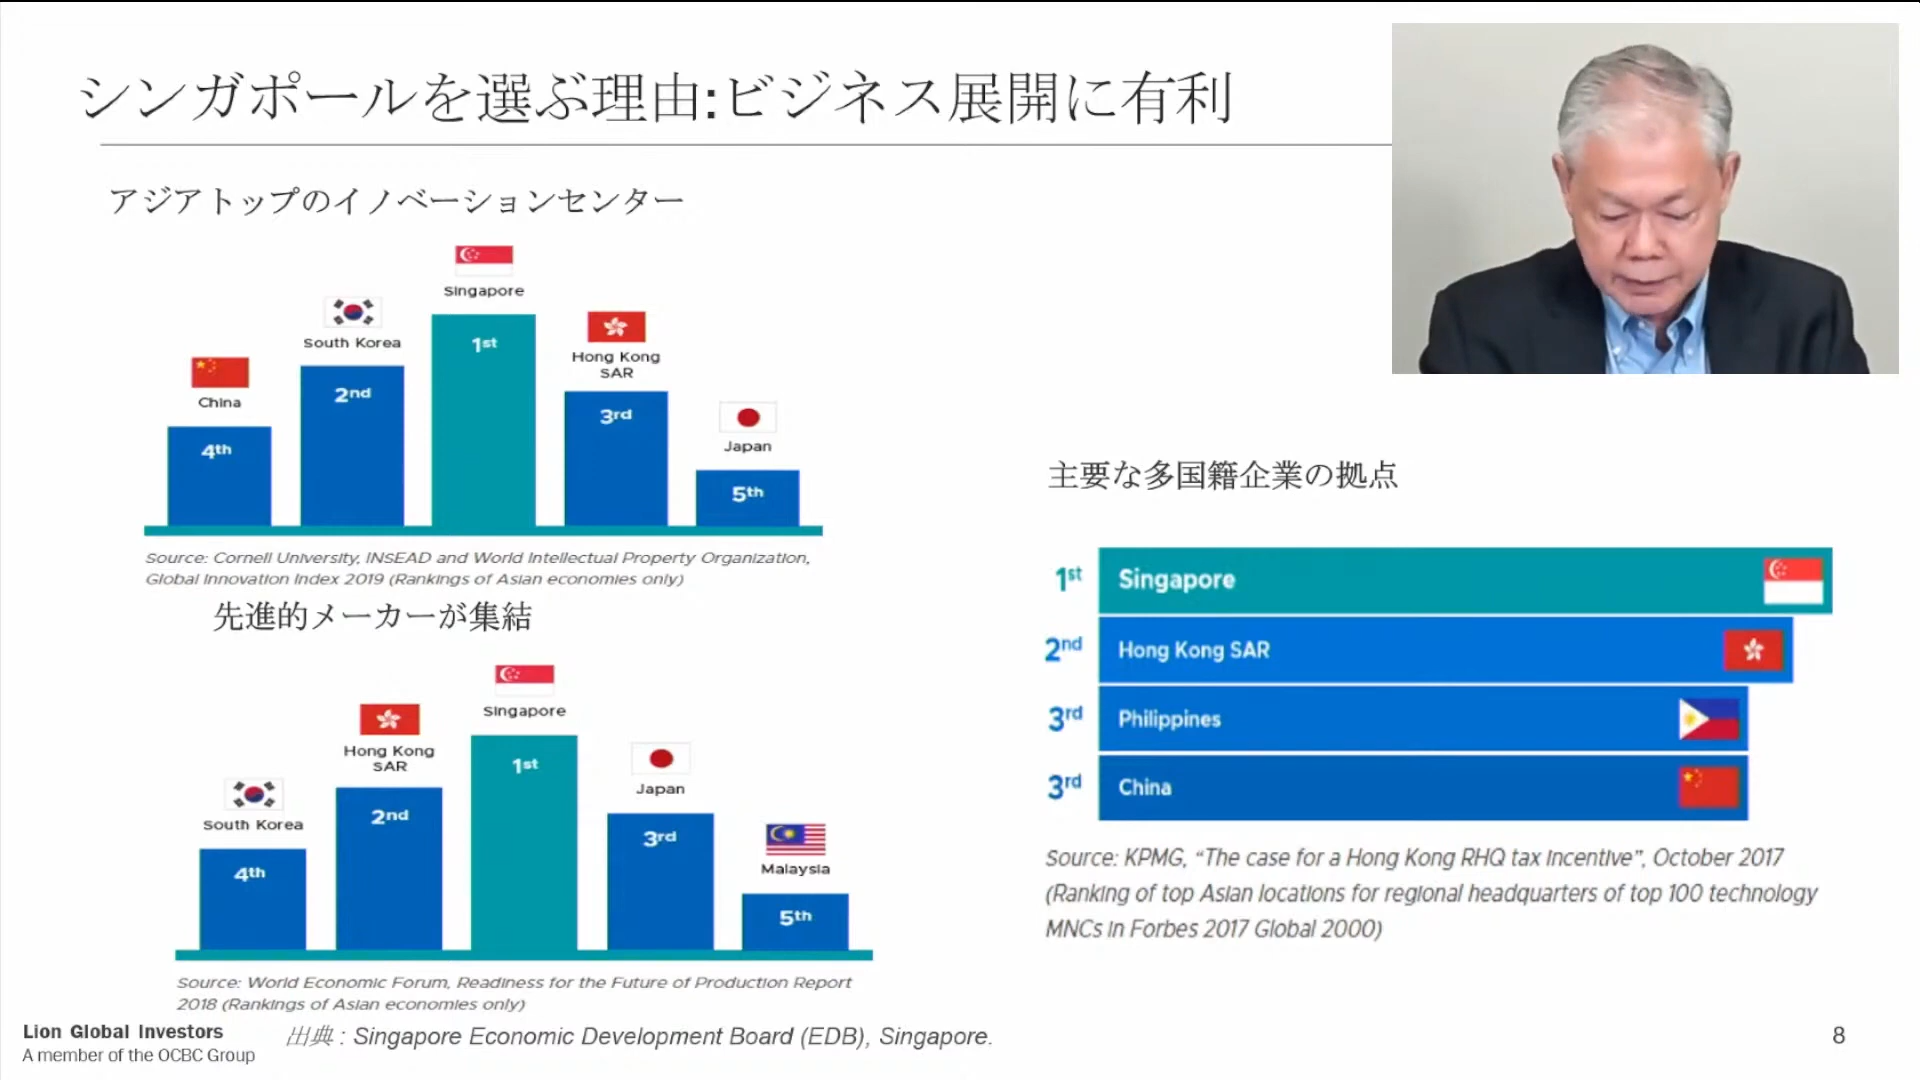 シンガポールを選ぶ理由:ビジネス展開に有利
アジアトップのイノベーションセンター
Singapore
1st
South Korea
2nd
Hong Kong
SAR
3rd
China
4th
Japan
5th
Source: Cornell University, INSEAD and World Intellectual Property Organization,
Global Innovation Index 2019 (Rankings of Asian economies only)
先進的メーカーが集結
Singapore
1st
Hong Kong
SAR
2nd
Japan
3rd
South Korea
4th
Malaysia
5th
Source: World Economic Forum, Readiness for the Future of Production Report
2018 (Rankings of Asian economies only)
主要な多国籍企業の拠点
1st Singapore
2nd Hong Kong SAR
3rd Philippines
3rd China
Source: KPMG, “The case for a Hong Kong RHQ tax incentive”, October 2017
(Ranking of top Asian locations for regional headquarters of top 100 technology
MNCs in Forbes 2017 Global 2000)
Lion Global Investors
A member of the OCBC Group
出典 : Singapore Economic Development Board (EDB), Singapore.
8